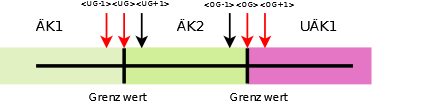 <UG-1> <UG> <UG+1> <OG-1> <OG> <OG+1>
ÄK1 ÄK2 UÄK1
Grenzwert Grenzwert